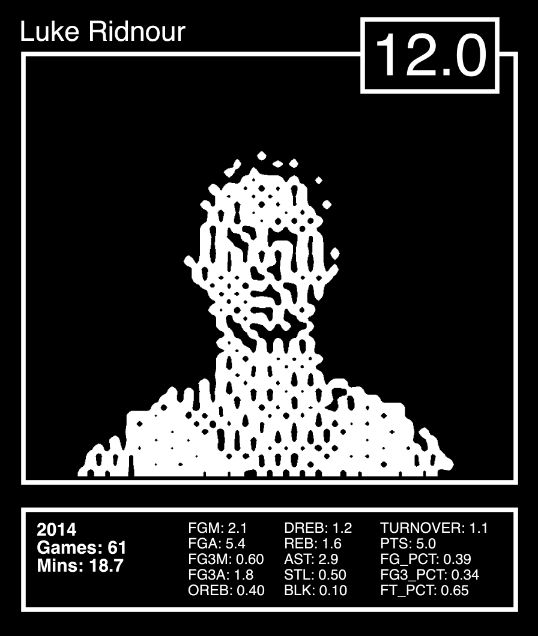 Luke Ridnour
12.0
2014
Games: 61
Mins: 18.7
FGM: 2.1
FGA: 5.4
FG3M: 0.60
FG3A: 1.8
OREB: 0.40
DREB: 1.2
REB: 1.6
AST: 2.9
STL: 0.50
BLK: 0.10
TURNOVER: 1.1
PTS: 5.0
FG_PCT: 0.39
FG3_PCT: 0.34
FT_PCT: 0.65